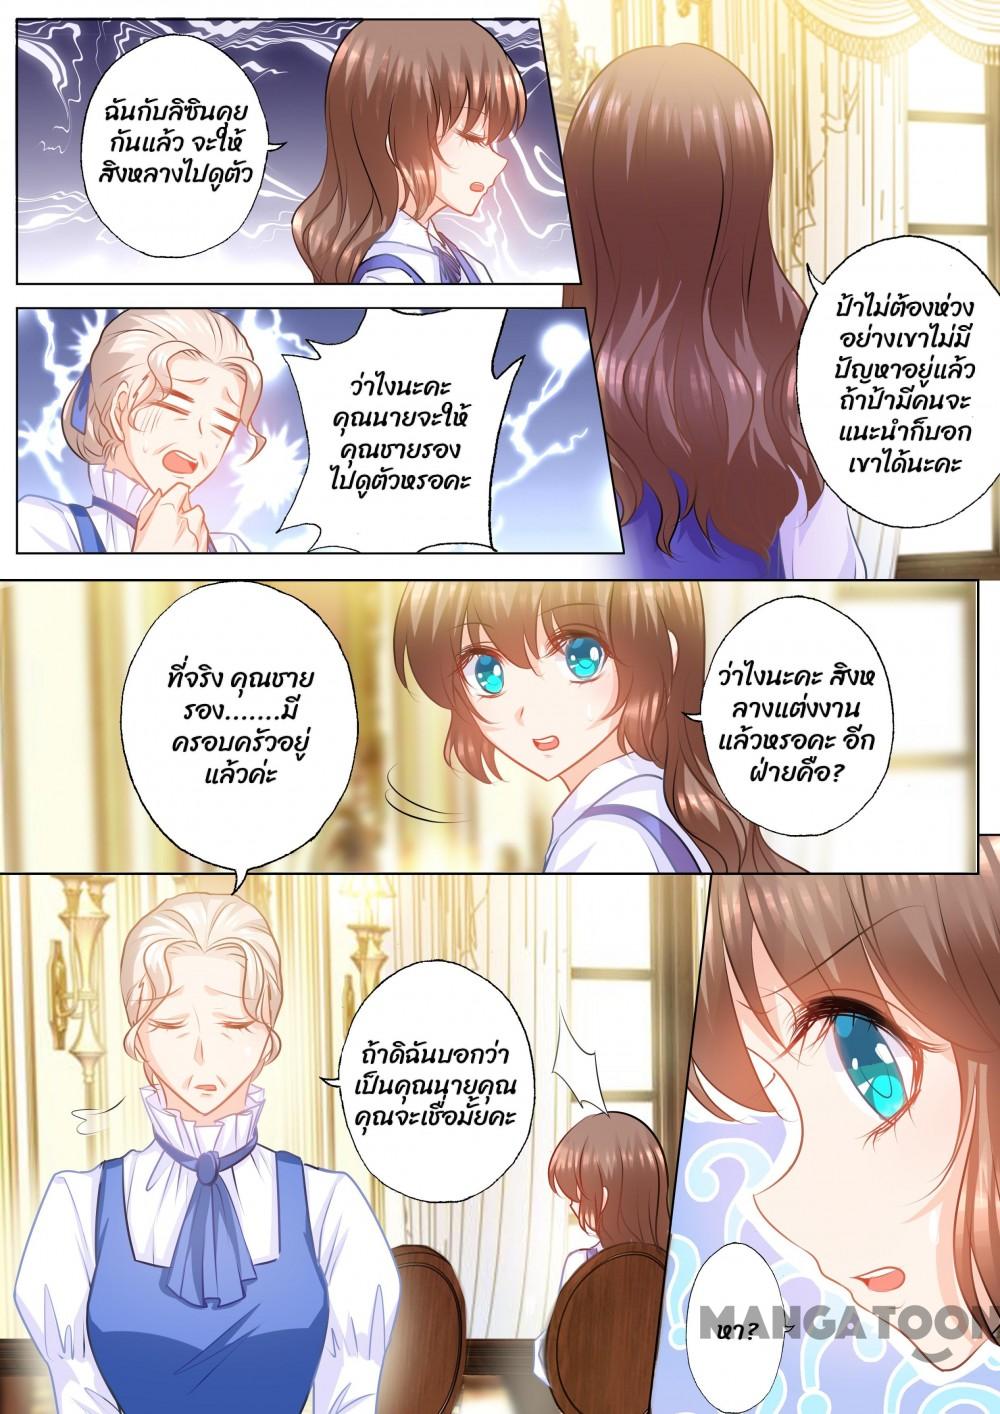 ฉันกับลิซินคุย
กันแล้ว จะให้
สิงหลางไปดูตัว
ป้าไม่ต้องห่วง
อย่างเขาไม่มี
ปัญหาอยู่แล้ว
ถ้าป้ามีคนจะ
แนะนำก็บอก
เขาได้นะคะ
ว่าไงนะคะ
คุณนายจะให้
คุณชายรอง
ไปดูตัวหรอคะ
ว่าไงนะคะ สิงห
ลางแต่งงาน
แล้วหรอคะ อีก
ฝ่ายคือ?
ที่จริง คุณชาย
รอง.......มี
ครอบครัวอยู่
แล้วค่ะ
ถ้าดิฉันบอกว่า
เป็นคุณนายคุณ
คุณจะเชื่อมั้ยคะ
หา?
MANGATOON